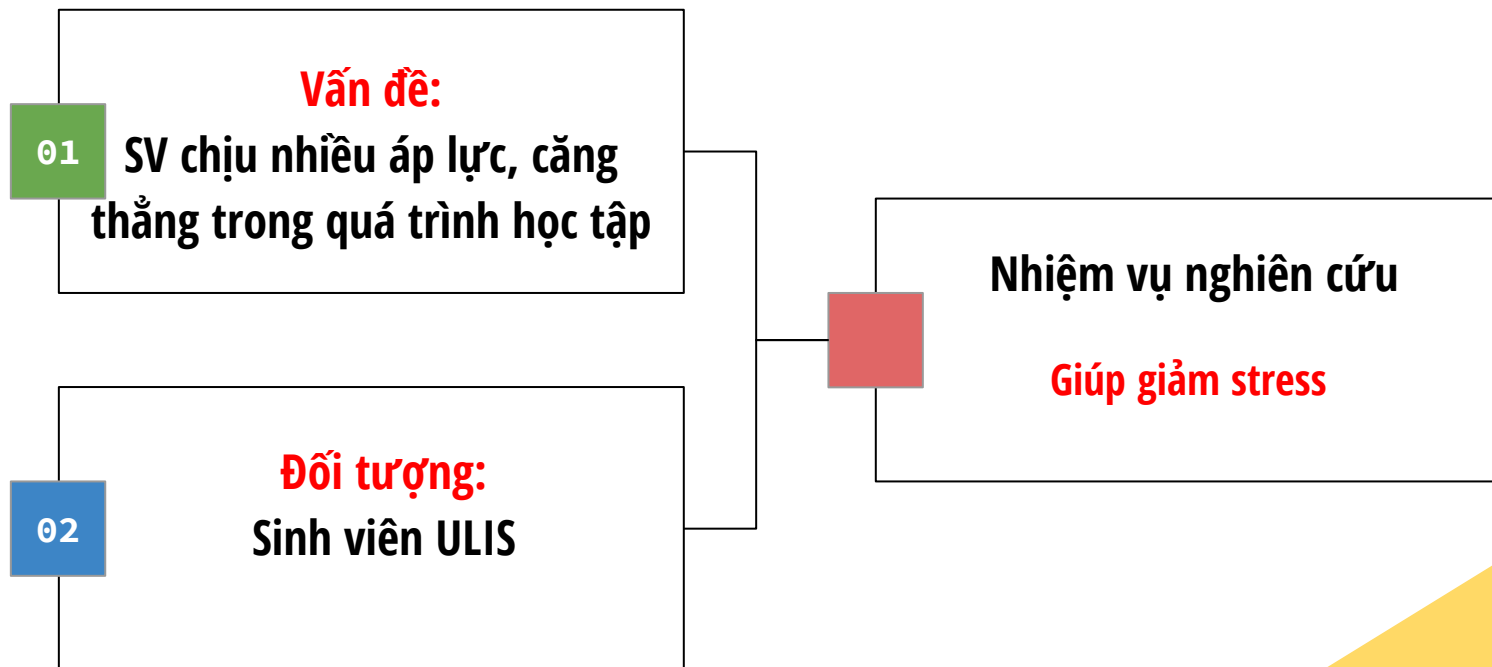 01
Vấn đề:
SV chịu nhiều áp lực, căng
thẳng trong quá trình học tập
02
Đối tượng:
Sinh viên ULIS
Nhiệm vụ nghiên cứu
Giúp giảm stress